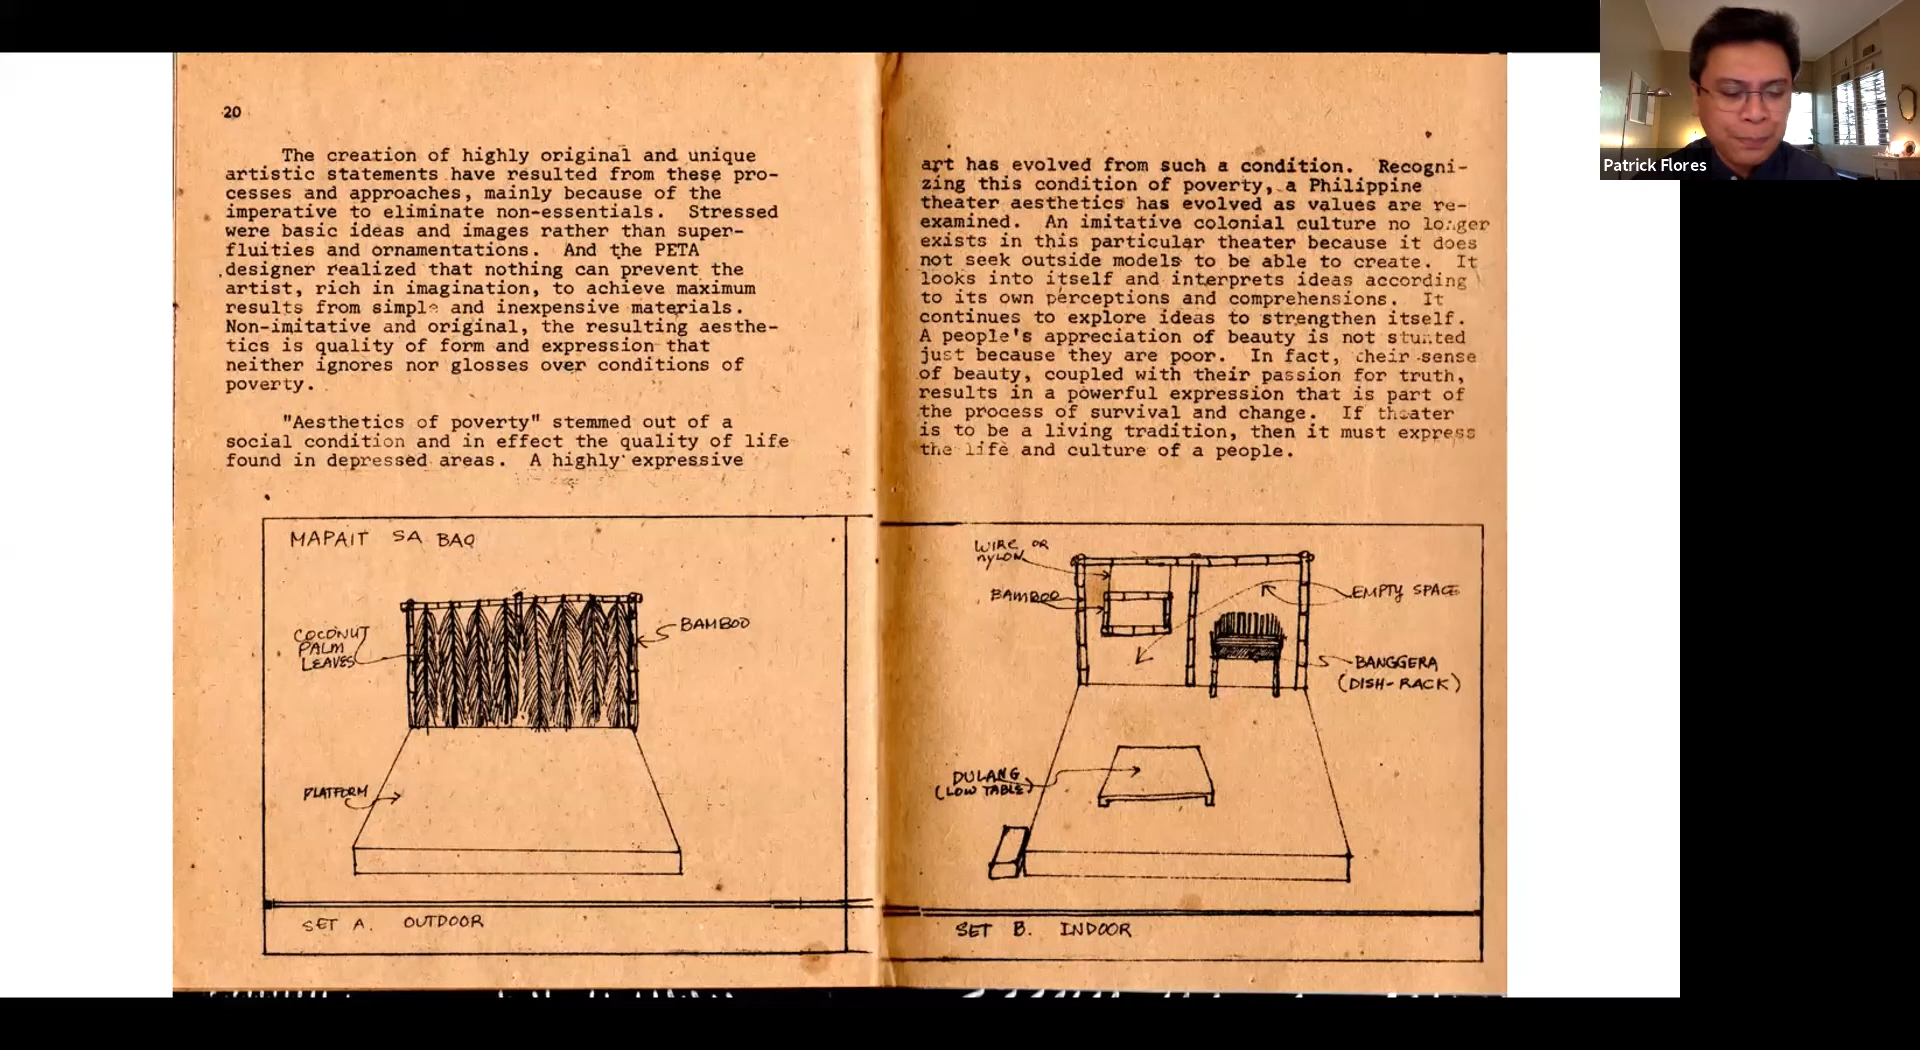 20
The creation of highly original and unique
artistic statements have resulted from these pro-
cesses and approaches, mainly because of the
imperative to eliminate non-essentials. Stressed
were basic ideas and images rather than super-
fluities and ornamentations. And the PETA
designer realized that nothing can prevent the
artist, rich in imagination, to achieve maximum
results from simple and inexpensive materials.
Non-imitative and original, the resulting aesthe-
tics is quality of form and expression that
neither ignores nor glosses over conditions of
poverty.
"Aesthetics of poverty" stemmed out of a
social condition and in effect the quality of life
found in depressed areas. A highly expressive
MAPAIT SA BAO
COCONUT
PALM
LEAVES
BAMBOO
PLATFORM
SET A. OUTDOOR
art has evolved from such a condition. Recogni-
zing this condition of poverty, a Philippine
theater aesthetics has evolved as values are re-
examined. An imitative colonial culture no longer
exists in this particular theater because it does
not seek outside models to be able to create. It
looks into itself and interprets ideas according
to its own perceptions and comprehensions. It
continues to explore ideas to strengthen itself.
A people's appreciation of beauty is not stunted
just because they are poor. In fact, their sense
of beauty, coupled with their passion for truth,
results in a powerful expression that is part of
the process of survival and change. If theater
is to be a living tradition, then it must express
the life and culture of a people.
WIRE OR
NYLON
BAMBOO
EMPTY SPACE
BANGGERA
(DISH-RACK)
DULANG
(LOW TABLE)
SET B. INDOOR
Patrick Flores